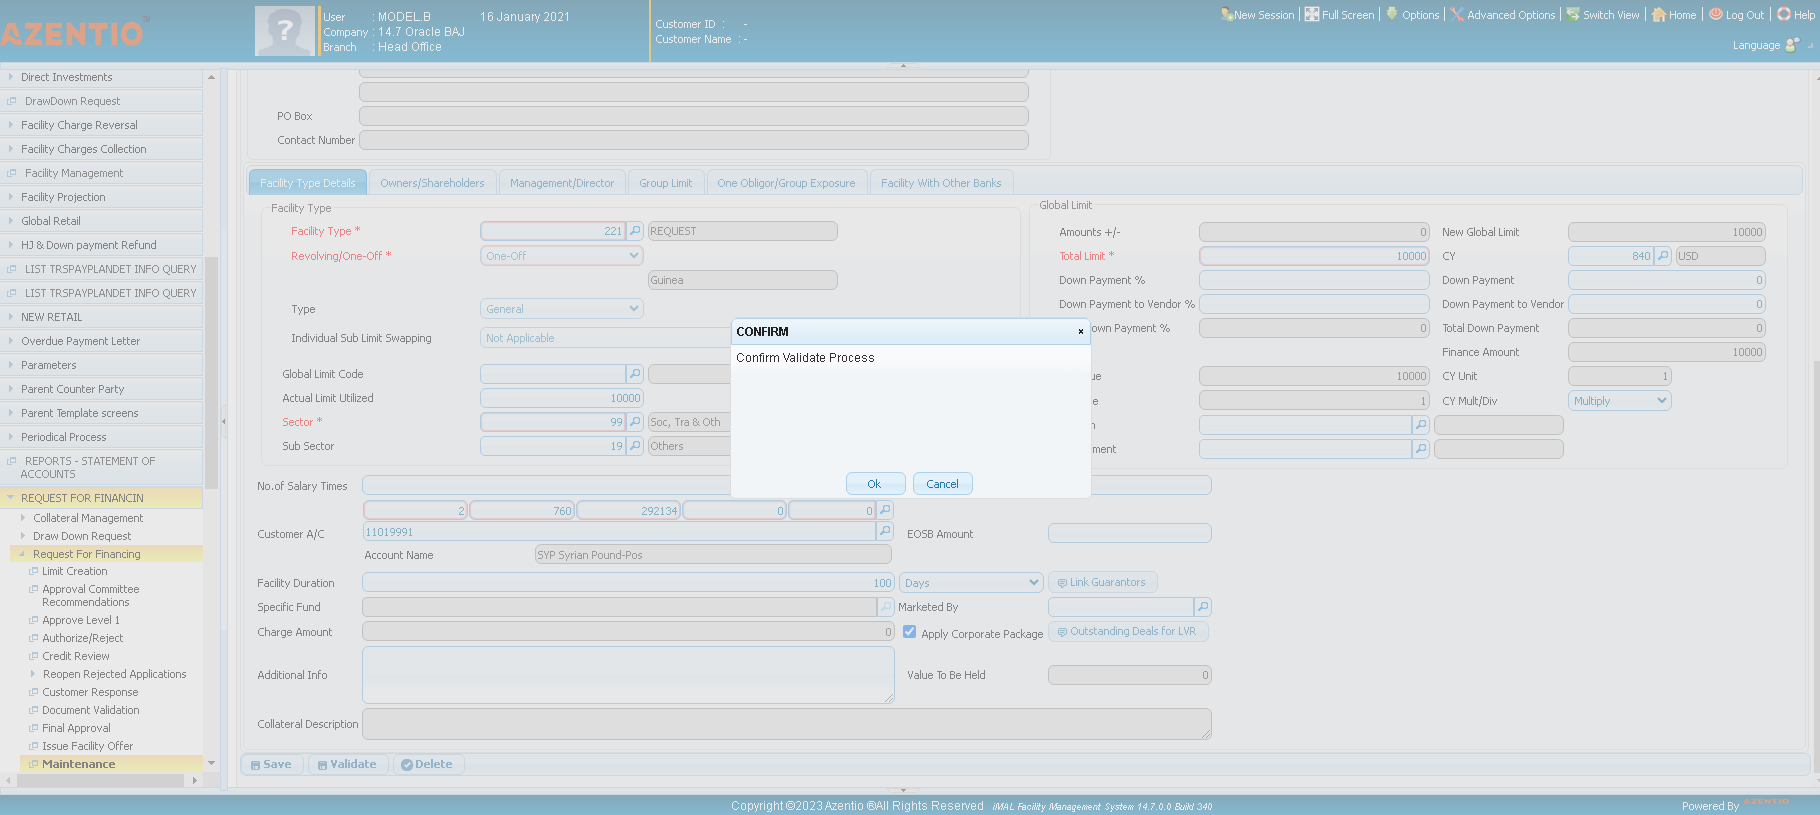 AZENTIO
User : MODEL.B 16 January 2021
Company : 14.7 Oracle BAJ
Branch : Head Office
Customer ID : -
Customer Name : -
New Session Full Screen Options Advanced Options Switch View Home Log Out Help
Language
Direct Investments
DrawDown Request
Facility Charge Reversal
Facility Charges Collection
Facility Management
Facility Projection
Global Retail
HJ & Down payment Refund
LIST TRSPAYPLANDET INFO QUERY
LIST TRSPAYPLANDET INFO QUERY
NEW RETAIL
Overdue Payment Letter
Parameters
Parent Counter Party
Parent Template screens
Periodical Process
REPORTS - STATEMENT OF
ACCOUNTS
REQUEST FOR FINANCIN
Collateral Management
Draw Down Request
Request For Financing
Limit Creation
Approval Committee
Recommendations
Approve Level 1
Authorize/Reject
Credit Review
Reopen Rejected Applications
Customer Response
Document Validation
Final Approval
Issue Facility Offer
Maintenance
PO Box
Contact Number
Facility Type Details Owners/Shareholders Management/Director Group Limit One Obligor/Group Exposure Facility With Other Banks
Facility Type
Facility Type * 221 REQUEST
Revolving/One-Off * One-Off
Guinea
Type General
Individual Sub Limit Swapping Not Applicable
Global Limit Code
Actual Limit Utilized 10000
Sector * 99 Soc, Tra & Oth
Sub Sector 19 Others
Global Limit
Amounts +/- 0 New Global Limit 10000
Total Limit * 10000 CY 840 USD
Down Payment % Down Payment 0
Down Payment to Vendor % Down Payment to Vendor 0
own Payment % 0 Total Down Payment 0
Finance Amount 10000
ue 10000 CY Unit 1
e 1 CY Mult/Div Multiply
n
ment
CONFIRM ×
Confirm Validate Process
Ok Cancel
No.of Salary Times
2 760 292134 0 0
Customer A/C 11019991 EOSB Amount
Account Name SYP Syrian Pound-Pos
Facility Duration 100 Days Link Guarantors
Specific Fund Marketed By
Charge Amount 0 Apply Corporate Package Outstanding Deals for LVR
Additional Info Value To Be Held 0
Collateral Description
Save Validate Delete
Copyright ©2023 Azentio ®All Rights Reserved iMAL Facility Management System 14.7.0.0 Build 340
Powered By AZENTIO